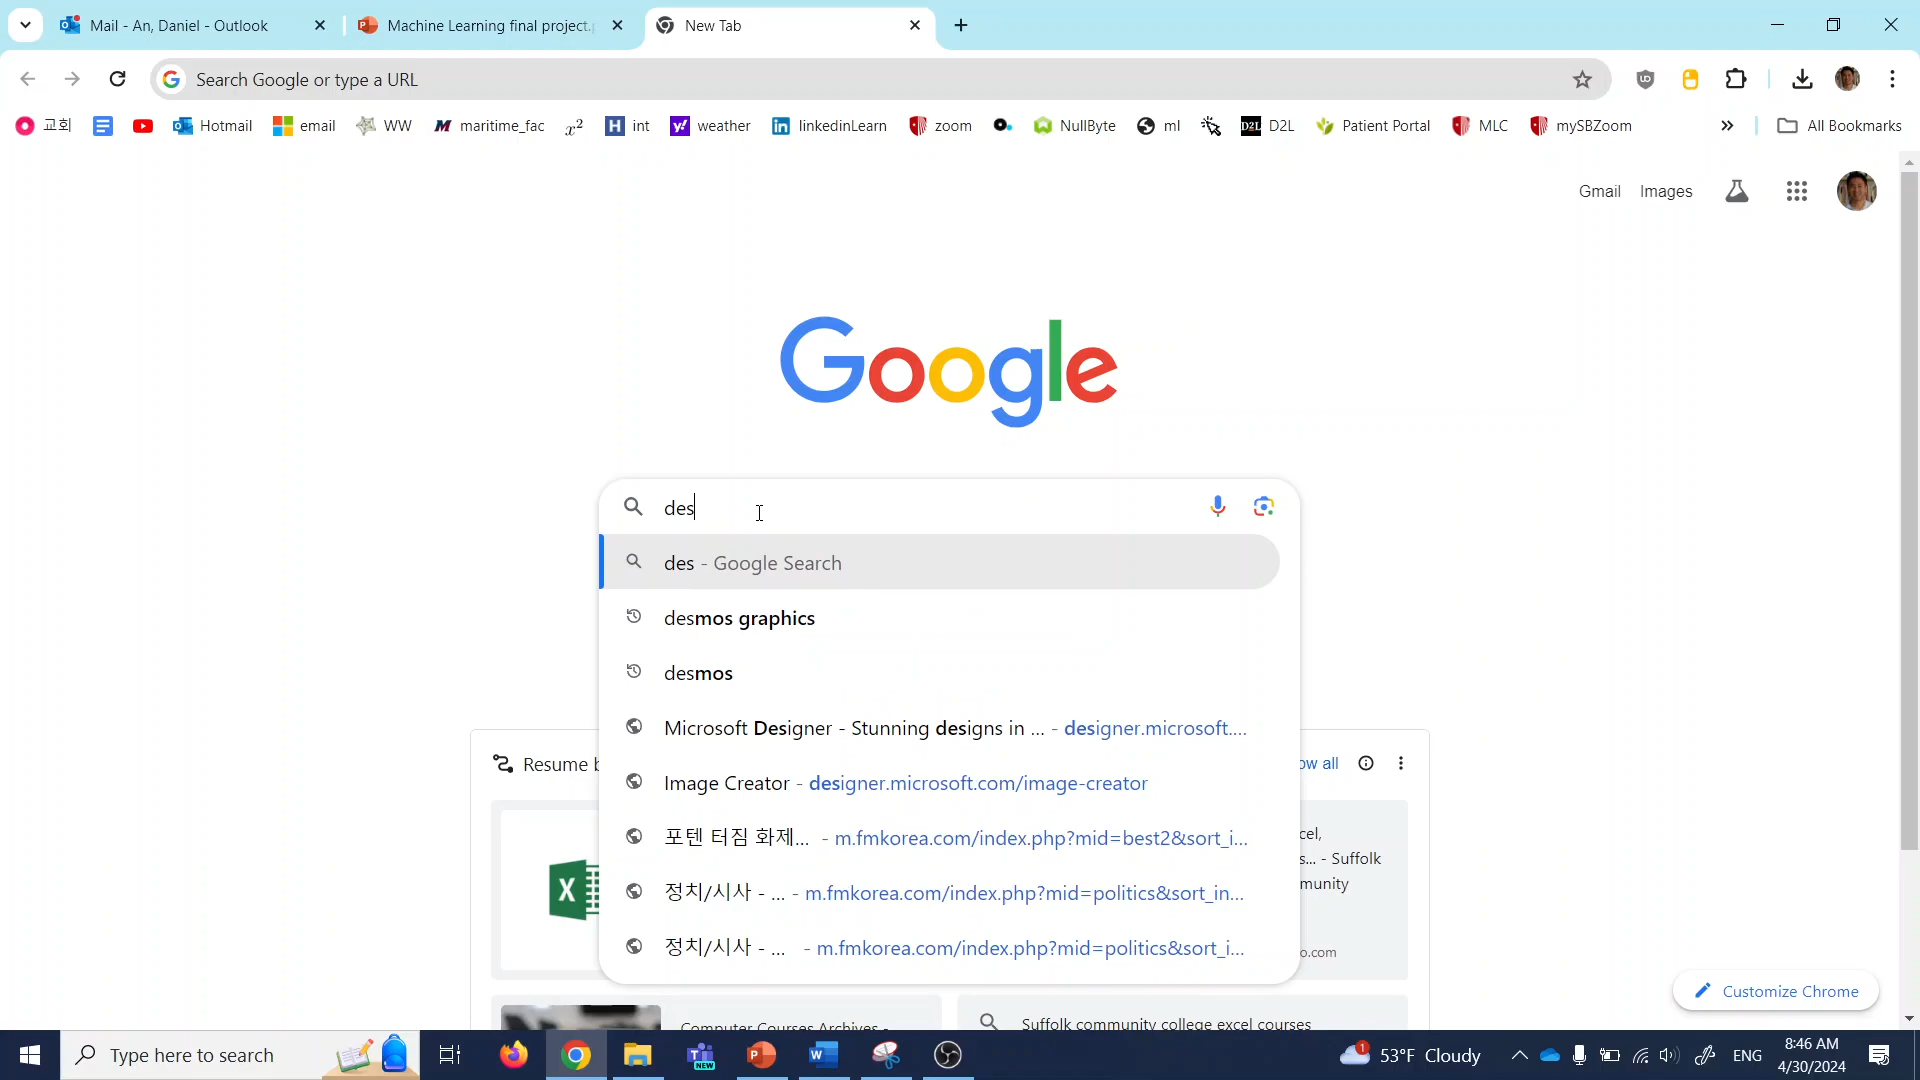 Mail - An, Daniel - Outlook
Machine Learning final project.
New Tab
Search Google or type a URL
교회
Hotmail
email
WW
maritime_fac
x²
int
weather
linkedinLearn
zoom
NullByte
ml
D2L
Patient Portal
MLC
mySBZoom
All Bookmarks
Gmail Images
Google
des
des - Google Search
desmos graphics
desmos
Microsoft Designer - Stunning designs in ... - designer.microsoft....
Image Creator - designer.microsoft.com/image-creator
포텐 터짐 화제... - m.fmkorea.com/index.php?mid=best2&sort_i...
정치/시사 - ... - m.fmkorea.com/index.php?mid=politics&sort_in...
정치/시사 - ... - m.fmkorea.com/index.php?mid=politics&sort_i...
Resume b
ow all
cel,
s... - Suffolk
munity
o.com
Computer Courses Archives -
Suffolk community college excel courses
Customize Chrome
Type here to search
NEW
1
53°F Cloudy
ENG
8:46 AM
4/30/2024